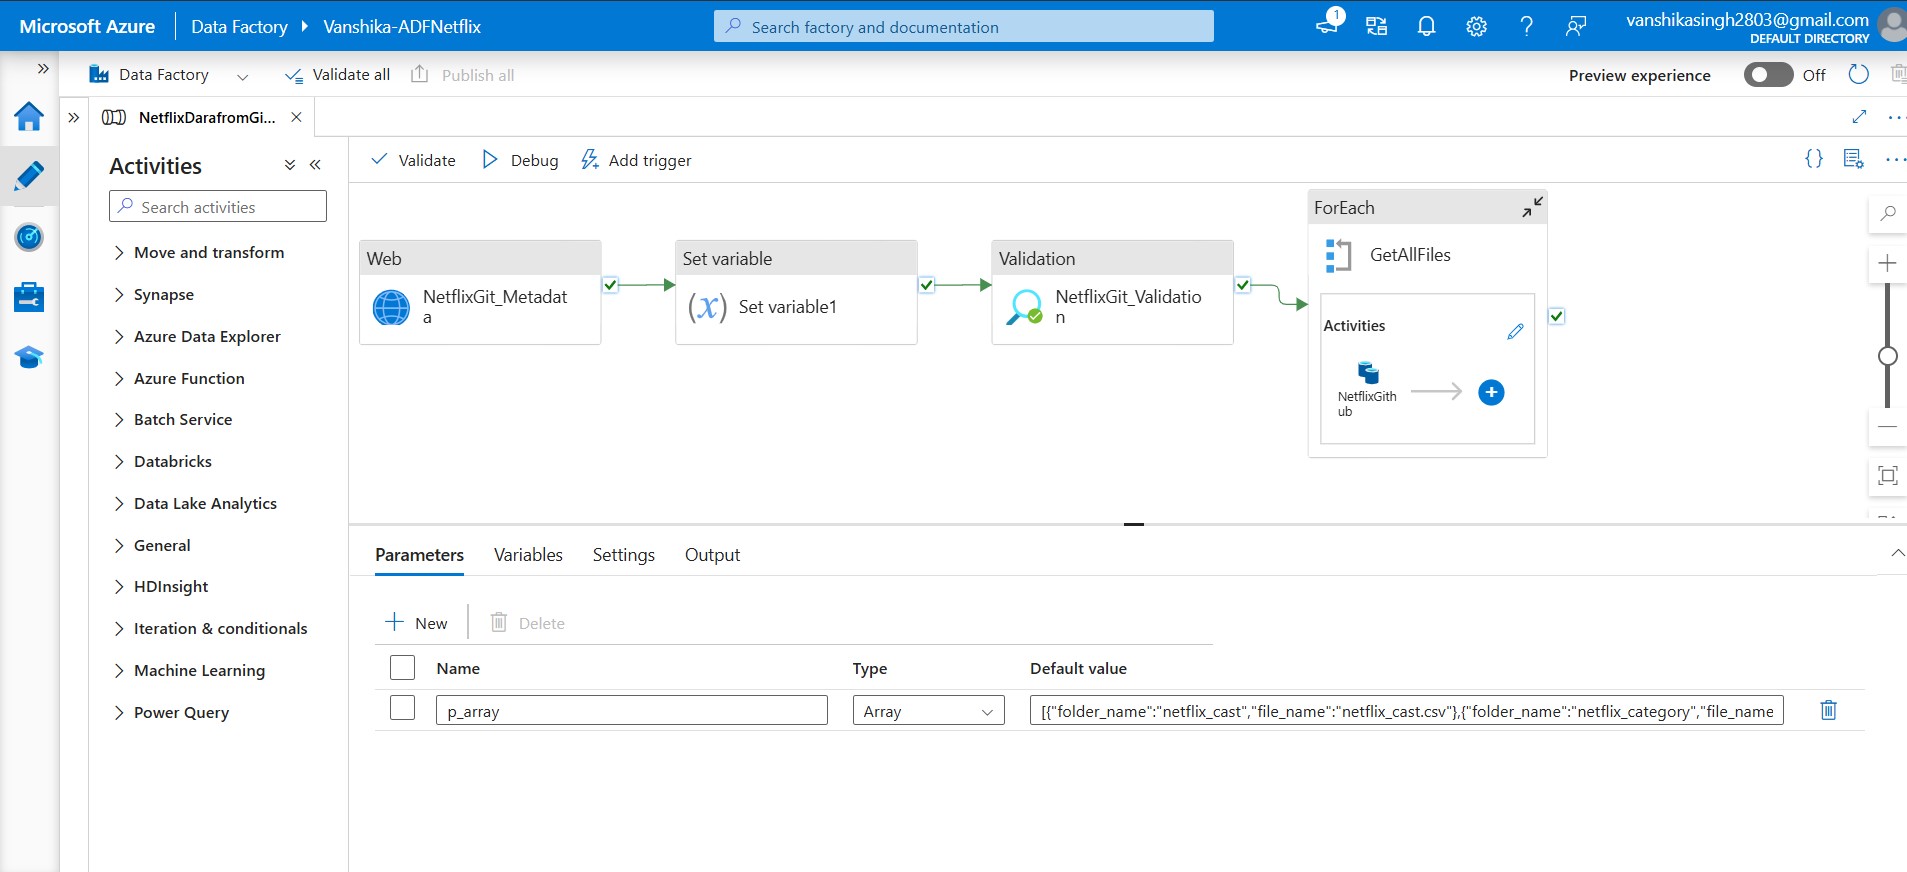 Microsoft Azure
Data Factory
Vanshika-ADFNetflix
Search factory and documentation
1
vanshikasingh2803@gmail.com
DEFAULT DIRECTORY
Data Factory
Validate all
Publish all
Preview experience
Off
NetflixDarafromGi...
Activities
Search activities
Move and transform
Synapse
Azure Data Explorer
Azure Function
Batch Service
Databricks
Data Lake Analytics
General
HDInsight
Iteration & conditionals
Machine Learning
Power Query
Validate
Debug
Add trigger
Web
NetflixGit_Metadat
a
Set variable
(x)
Set variable1
Validation
NetflixGit_Validatio
n
ForEach
GetAllFiles
Activities
NetflixGith
ub
Parameters
Variables
Settings
Output
New
Delete
Name
Type
Default value
p_array
Array
[{"folder_name":"netflix_cast","file_name":"netflix_cast.csv"},{"folder_name":"netflix_category","file_name